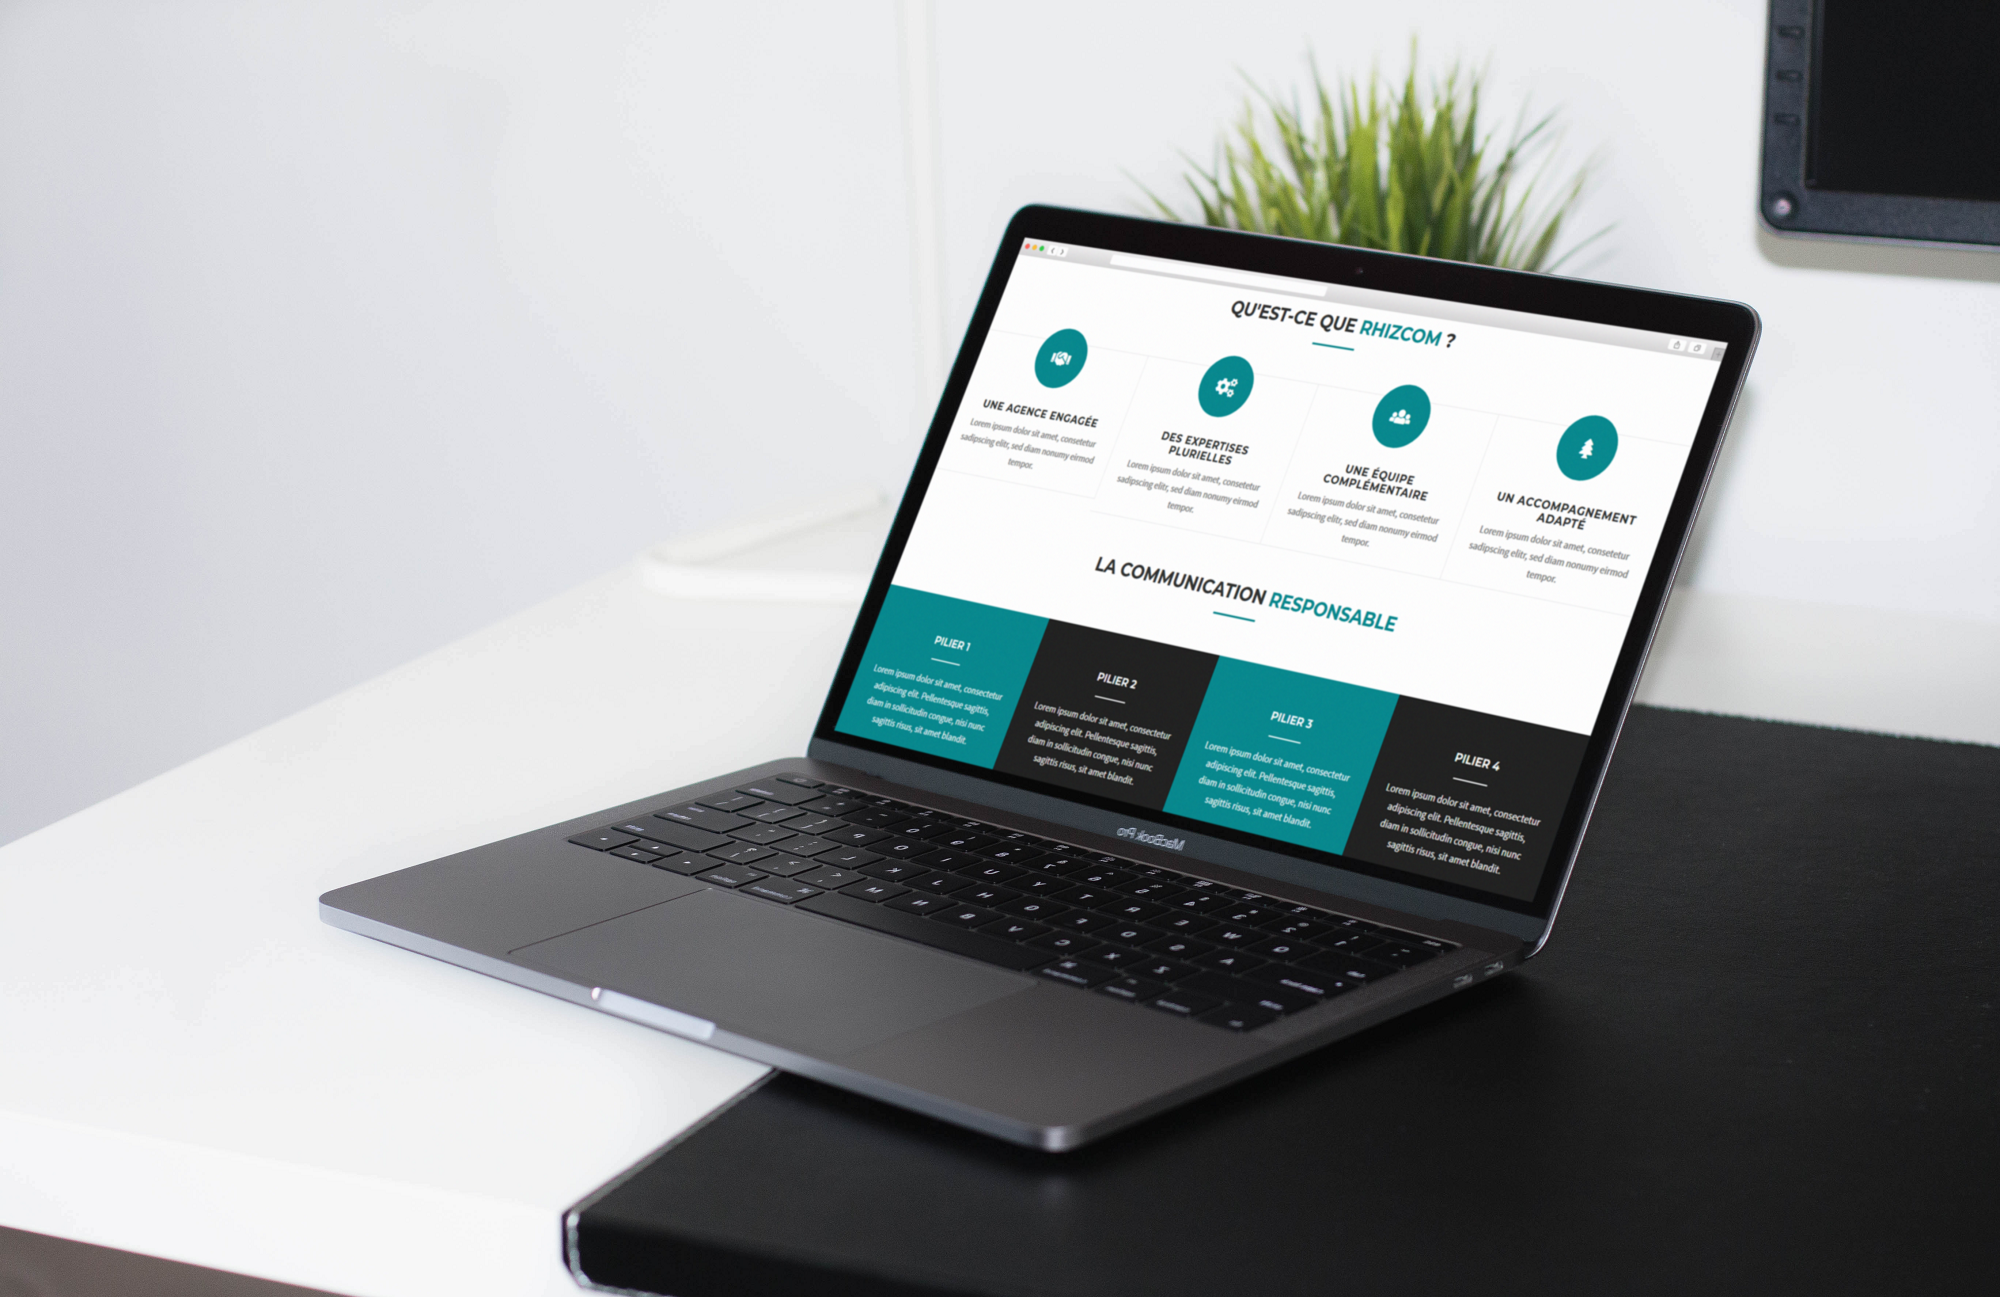 QU'EST-CE QUE RHIZCOM ?
UNE AGENCE ENGAGÉE
Lorem ipsum dolor sit amet, consetetur
sadipscing elitr, sed diam nonumy eirmod
tempor.
DES EXPERTISES
PLURIELLES
Lorem ipsum dolor sit amet, consetetur
sadipscing elitr, sed diam nonumy eirmod
tempor.
UNE ÉQUIPE
COMPLÉMENTAIRE
Lorem ipsum dolor sit amet, consetetur
sadipscing elitr, sed diam nonumy eirmod
tempor.
UN ACCOMPAGNEMENT
ADAPTÉ
Lorem ipsum dolor sit amet, consetetur
sadipscing elitr, sed diam nonumy eirmod
tempor.
LA COMMUNICATION RESPONSABLE
PILIER 1
Lorem ipsum dolor sit amet, consectetur
adipiscing elit. Pellentesque sagittis,
diam in sollicitudin congue, nisi nunc
sagittis risus, sit amet blandit.
PILIER 2
Lorem ipsum dolor sit amet, consectetur
adipiscing elit. Pellentesque sagittis,
diam in sollicitudin congue, nisi nunc
sagittis risus, sit amet blandit.
PILIER 3
Lorem ipsum dolor sit amet, consectetur
adipiscing elit. Pellentesque sagittis,
diam in sollicitudin congue, nisi nunc
sagittis risus, sit amet blandit.
PILIER 4
Lorem ipsum dolor sit amet, consectetur
adipiscing elit. Pellentesque sagittis,
diam in sollicitudin congue, nisi nunc
sagittis risus, sit amet blandit.
MacBook Pro